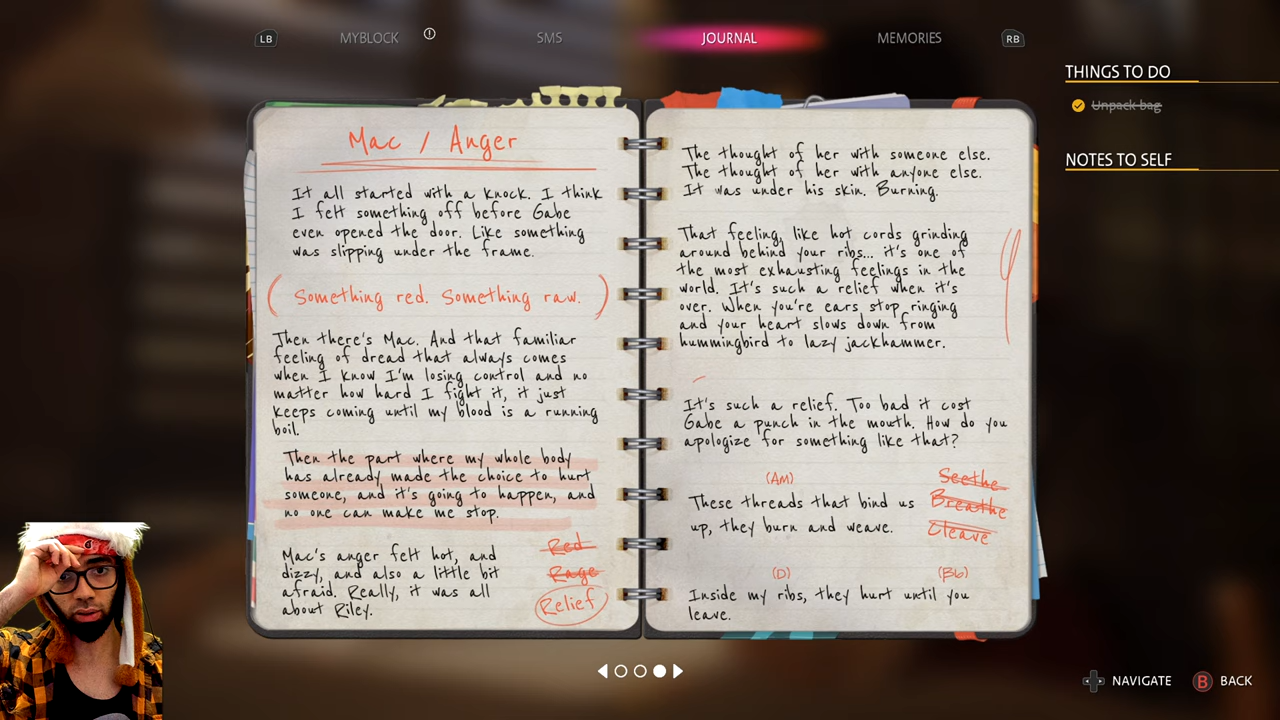 LB
MYBLOCK
SMS
JOURNAL
MEMORIES
RB
THINGS TO DO
Unpack bag
NOTES TO SELF
Mac / Anger
It all started with a knock. I think
I felt something off before Gabe
even opened the door. Like something
was slipping under the frame.
(Something red. Something raw.)
Then there's Mac. And that familiar
feeling of dread that always comes
when I know I'm losing control and no
matter how hard I fight it, it just
keeps coming until my blood is a running
boil.
Then the part where my whole body
has already made the choice to hurt
someone, and it's going to happen, and
no one can make me stop.
Mac's anger felt hot, and
dizzy, and also a little bit
afraid. Really, it was all
about Riley.
Red
Rage
Relief
The thought of her with someone else.
The thought of her with anyone else.
It was under his skin. Burning.
That feeling, like hot cords grinding
around behind your ribs... it's one of
the most exhausting feelings in the
world. It's such a relief when it's
over. When you're ears stop ringing
and your heart slows down from
hummingbird to lazy jackhammer.
It's such a relief. Too bad it cost
Gabe a punch in the mouth. How do you
apologize for something like that?
(Am)
These threads that bind us
up, they burn and weave.
Seethe
Breathe
Cleave
(D) (Bb)
Inside my ribs, they hurt until you
leave.
NAVIGATE
B BACK